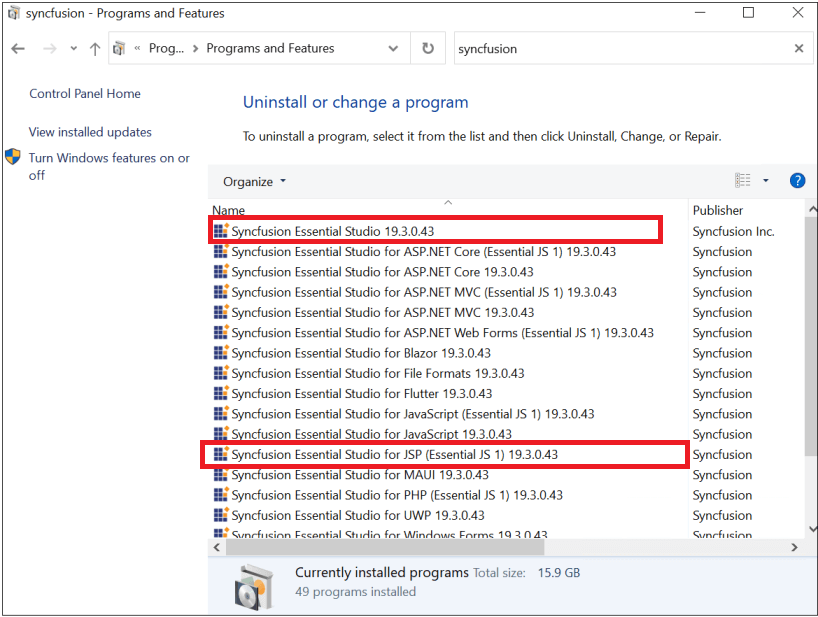 syncfusion - Programs and Features
« Prog... > Programs and Features
syncfusion
Control Panel Home
View installed updates
Turn Windows features on or
off
Uninstall or change a program
To uninstall a program, select it from the list and then click Uninstall, Change, or Repair.
Organize
?
Name Publisher
Syncfusion Essential Studio 19.3.0.43 Syncfusion Inc.
Syncfusion Essential Studio for ASP.NET Core (Essential JS 1) 19.3.0.43 Syncfusion
Syncfusion Essential Studio for ASP.NET Core 19.3.0.43 Syncfusion
Syncfusion Essential Studio for ASP.NET MVC (Essential JS 1) 19.3.0.43 Syncfusion
Syncfusion Essential Studio for ASP.NET MVC 19.3.0.43 Syncfusion
Syncfusion Essential Studio for ASP.NET Web Forms (Essential JS 1) 19.3.0.43 Syncfusion
Syncfusion Essential Studio for Blazor 19.3.0.43 Syncfusion
Syncfusion Essential Studio for File Formats 19.3.0.43 Syncfusion
Syncfusion Essential Studio for Flutter 19.3.0.43 Syncfusion
Syncfusion Essential Studio for JavaScript (Essential JS 1) 19.3.0.43 Syncfusion
Syncfusion Essential Studio for JavaScript 19.3.0.43 Syncfusion
Syncfusion Essential Studio for JSP (Essential JS 1) 19.3.0.43 Syncfusion
Syncfusion Essential Studio for MAUI 19.3.0.43 Syncfusion
Syncfusion Essential Studio for PHP (Essential JS 1) 19.3.0.43 Syncfusion
Syncfusion Essential Studio for UWP 19.3.0.43 Syncfusion
Syncfusion Essential Studio for Windows Forms 19.3.0.43 Syncfusion
Currently installed programs Total size: 15.9 GB
49 programs installed